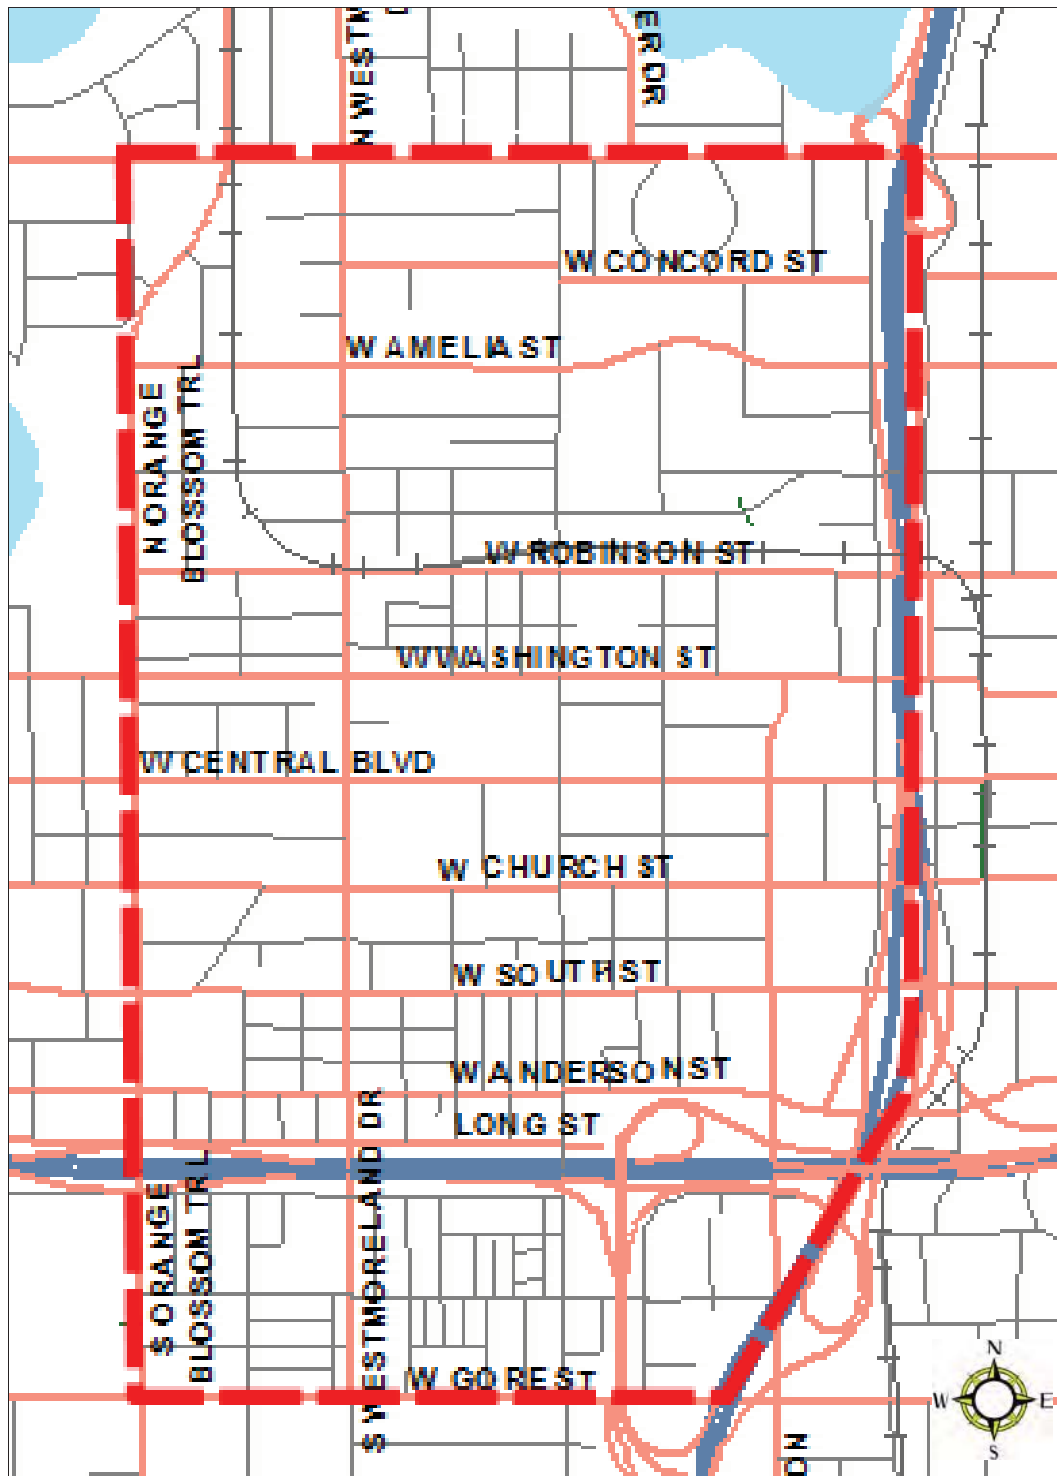 N WESTM
ER DR
W CONCORD ST
W AMELIA ST
N ORANGE
BLOSSOM TRL
W ROBINSON ST
W WASHINGTON ST
W CENTRAL BLVD
W CHURCH ST
W SOUTH ST
W ANDERSON ST
LONG ST
S ORANGE
BLOSSOM TRL
S WESTMORELAND DR
W GORE ST
ON
N
W
E
S